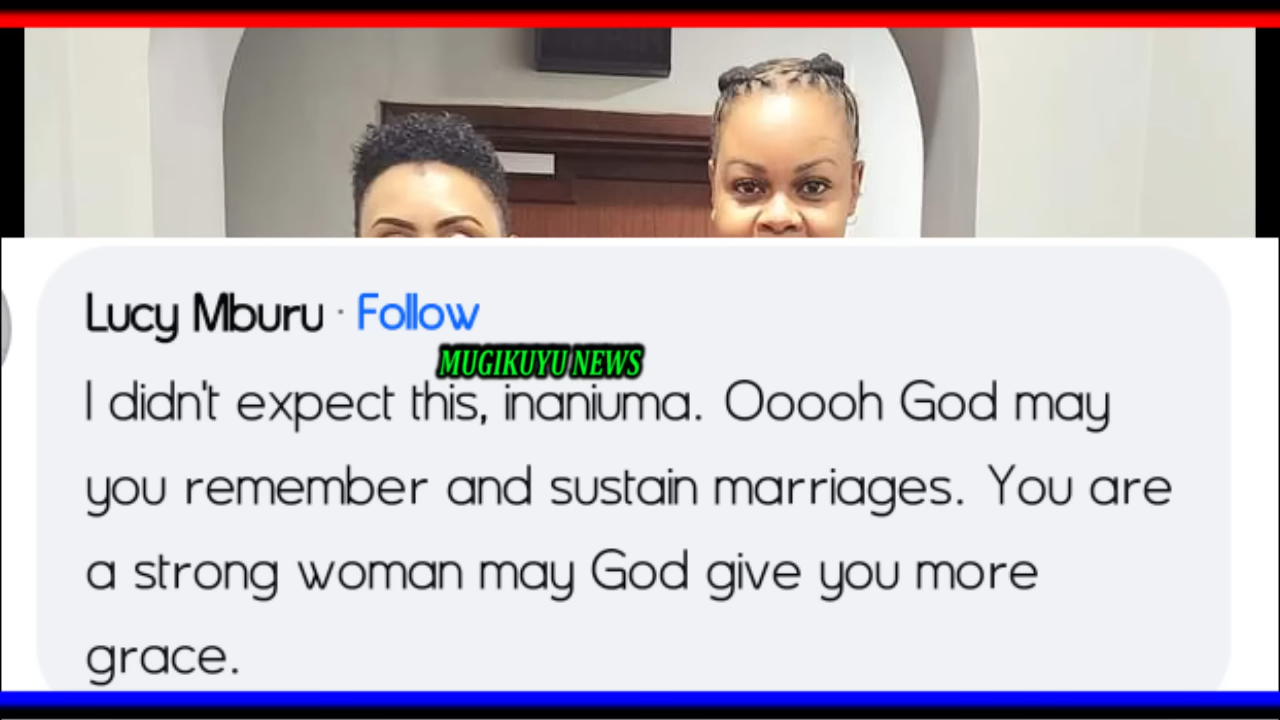 Lucy Mburu · Follow
MUGIKUYU NEWS
I didn't expect this, inaniuma. Ooooh God may
you remember and sustain marriages. You are
a strong woman may God give you more
grace.